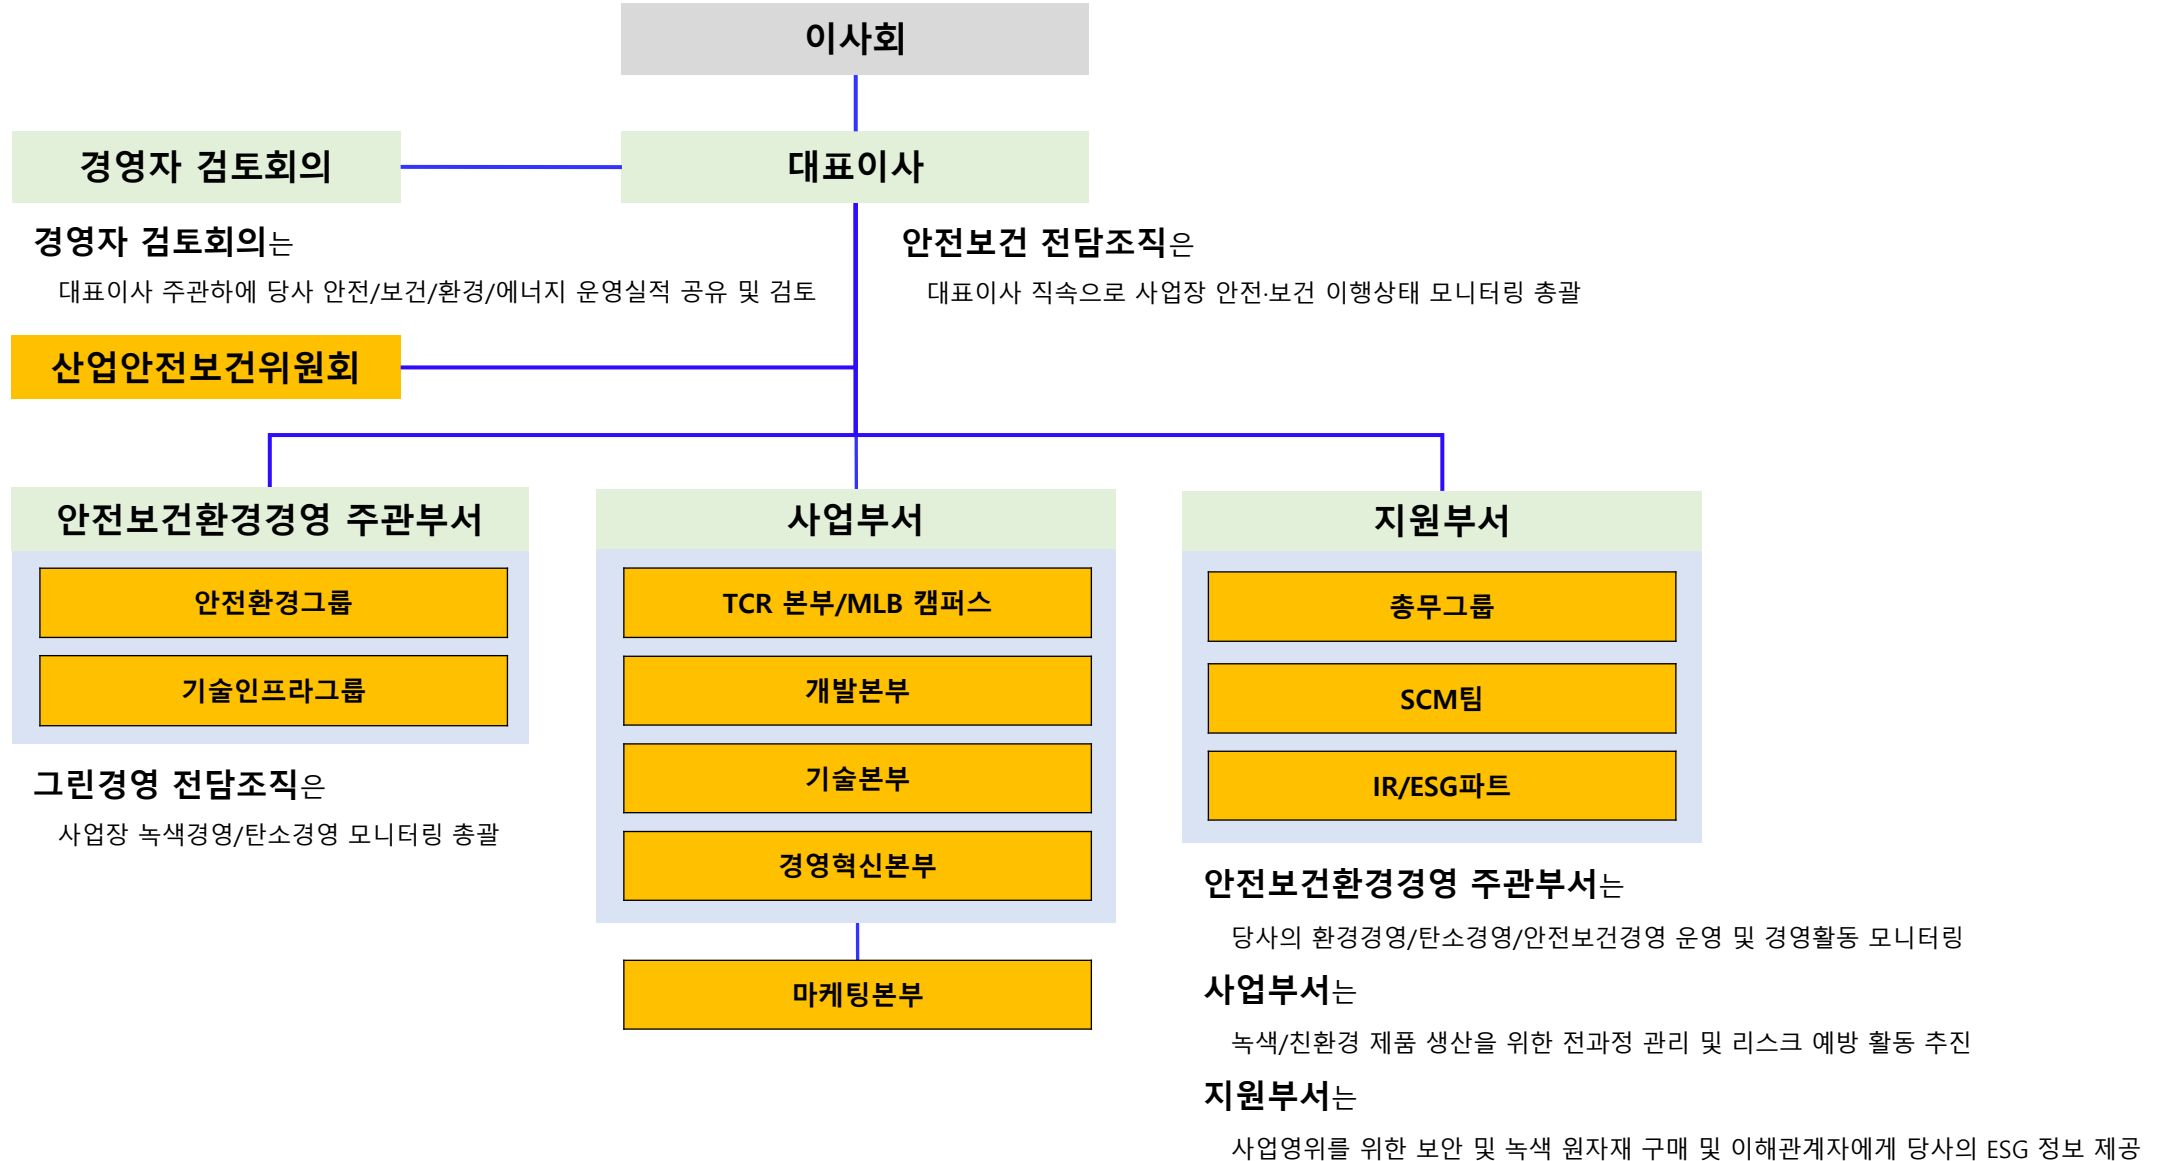 이사회
경영자 검토회의
대표이사
경영자 검토회의는
대표이사 주관하에 당사 안전/보건/환경/에너지 운영실적 공유 및 검토
안전보건 전담조직은
대표이사 직속으로 사업장 안전·보건 이행상태 모니터링 총괄
산업안전보건위원회
안전보건환경경영 주관부서
안전환경그룹
기술인프라그룹
그린경영 전담조직은
사업장 녹색경영/탄소경영 모니터링 총괄
사업부서
TCR 본부/MLB 캠퍼스
개발본부
기술본부
경영혁신본부
마케팅본부
지원부서
총무그룹
SCM팀
IR/ESG파트
안전보건환경경영 주관부서는
당사의 환경경영/탄소경영/안전보건경영 운영 및 경영활동 모니터링
사업부서는
녹색/친환경 제품 생산을 위한 전과정 관리 및 리스크 예방 활동 추진
지원부서는
사업영위를 위한 보안 및 녹색 원자재 구매 및 이해관계자에게 당사의 ESG 정보 제공